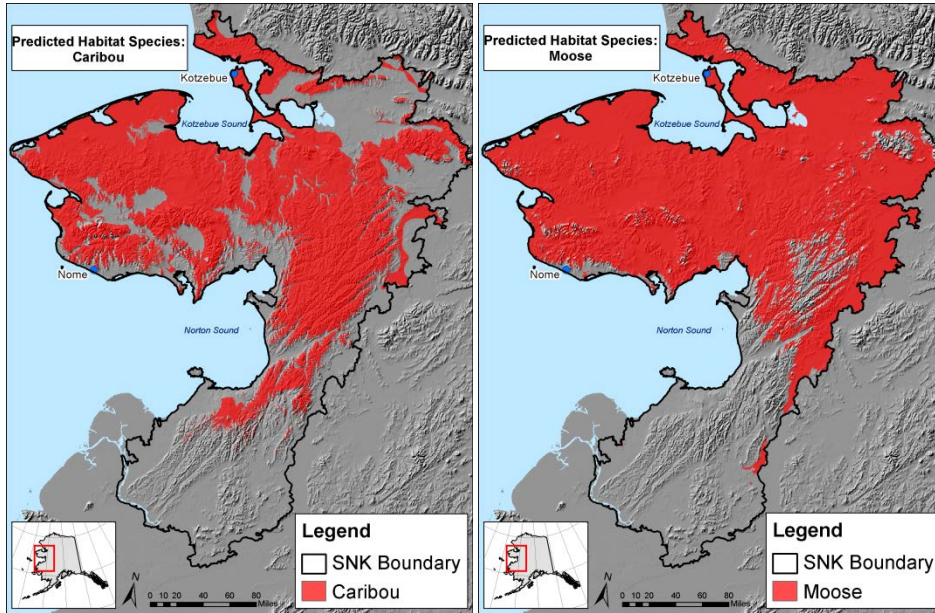 Predicted Habitat Species:
Caribou
Kotzebue
Kotzebue Sound
Nome
Norton Sound
Legend
SNK Boundary
Caribou
N
0 10 20 40 60 80
Miles
Predicted Habitat Species:
Moose
Kotzebue
Kotzebue Sound
Nome
Norton Sound
Legend
SNK Boundary
Moose
N
0 10 20 40 60 80
Miles